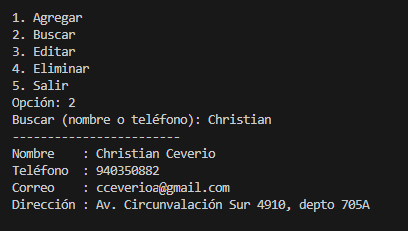 1. Agregar
2. Buscar
3. Editar
4. Eliminar
5. Salir
Opción: 2
Buscar (nombre o teléfono): Christian
------------------------
Nombre    : Christian Ceverio
Teléfono  : 940350882
Correo    : cceverioa@gmail.com
Dirección : Av. Circunvalación Sur 4910, depto 705A